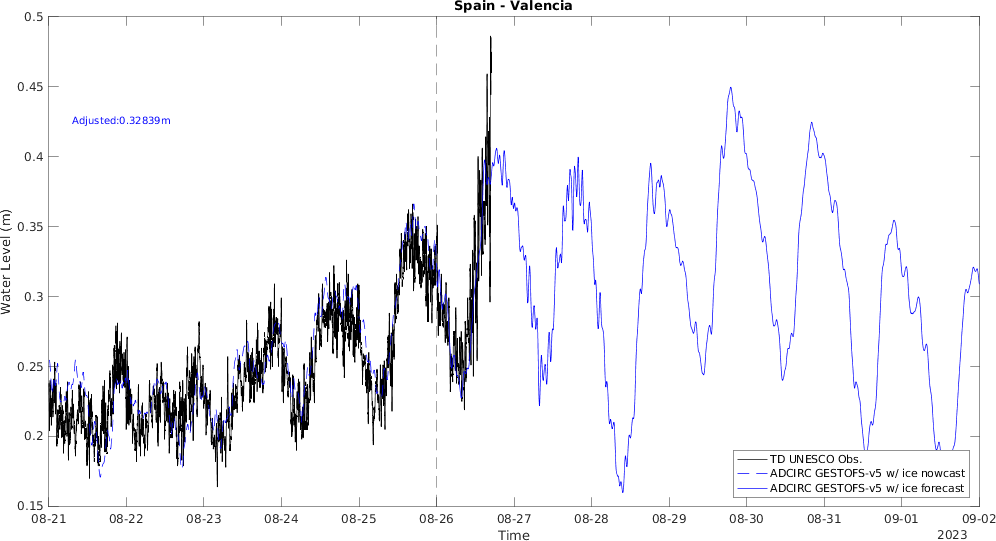 Spain - Valencia
0.5
0.45
0.4
0.35
0.3
0.25
0.2
0.15
Water Level (m)
Adjusted:0.32839m
TD UNESCO Obs.
ADCIRC GESTOFS-v5 w/ ice nowcast
ADCIRC GESTOFS-v5 w/ ice forecast
08-21 08-22 08-23 08-24 08-25 08-26 08-27 08-28 08-29 08-30 08-31 09-01 09-02
Time
2023